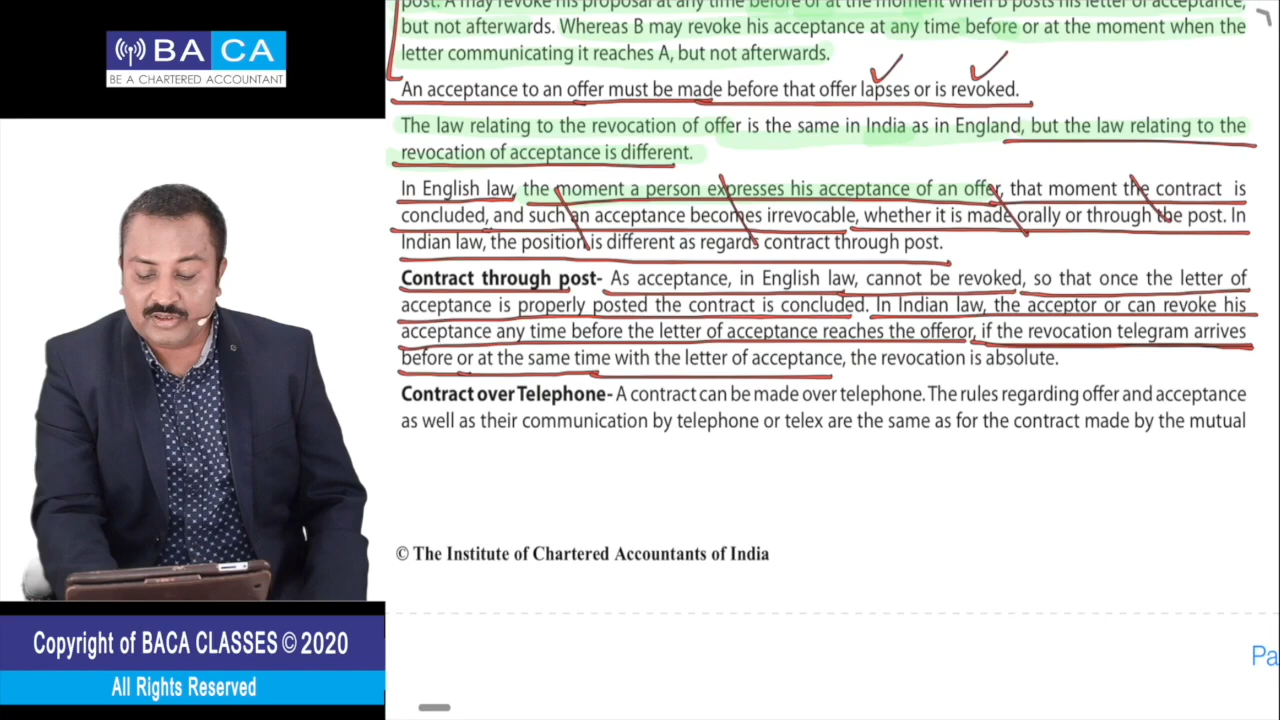 BACA
BE A CHARTERED ACCOUNTANT
post. A may revoke his proposal at any time before or at the moment when B posts his letter of acceptance,
but not afterwards. Whereas B may revoke his acceptance at any time before or at the moment when the
letter communicating it reaches A, but not afterwards.
An acceptance to an offer must be made before that offer lapses or is revoked.
The law relating to the revocation of offer is the same in India as in England, but the law relating to the
revocation of acceptance is different.
In English law, the moment a person expresses his acceptance of an offer, that moment the contract is
concluded, and such an acceptance becomes irrevocable, whether it is made orally or through the post. In
Indian law, the position is different as regards contract through post.
Contract through post- As acceptance, in English law, cannot be revoked, so that once the letter of
acceptance is properly posted the contract is concluded. In Indian law, the acceptor or can revoke his
acceptance any time before the letter of acceptance reaches the offeror, if the revocation telegram arrives
before or at the same time with the letter of acceptance, the revocation is absolute.
Contract over Telephone- A contract can be made over telephone. The rules regarding offer and acceptance
as well as their communication by telephone or telex are the same as for the contract made by the mutual
© The Institute of Chartered Accountants of India
Copyright of BACA CLASSES © 2020
All Rights Reserved
Pa